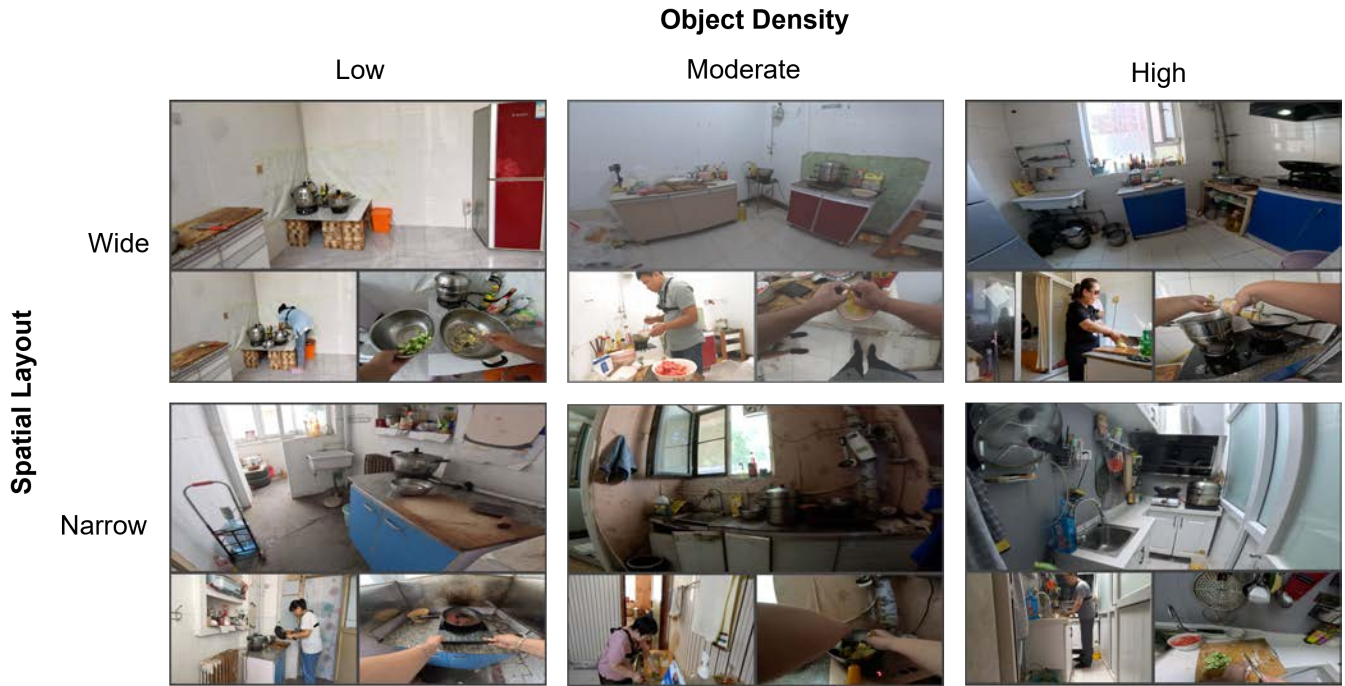 Object Density
Low
Moderate
High
Wide
Spatial Layout
Narrow